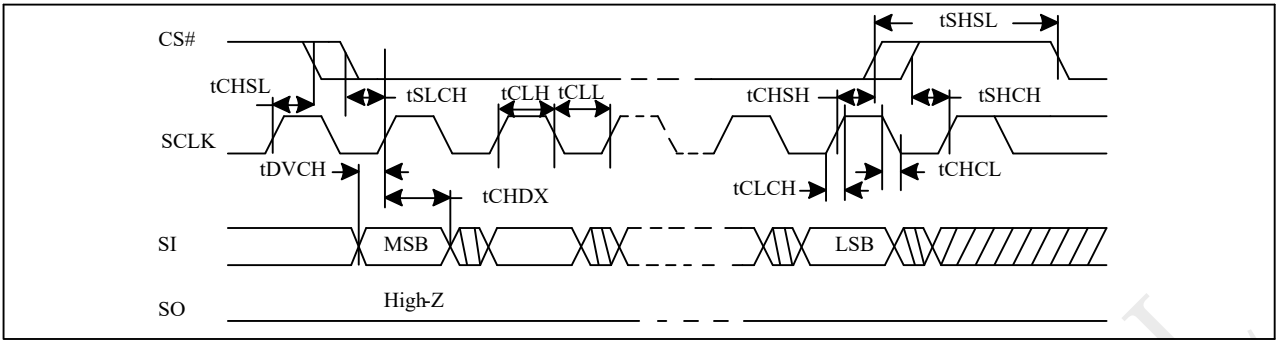 tSHSL
CS#
tCHSL
tSLCH
tCLH
tCLL
tCHSH
tSHCH
SCLK
tDVCH
tCHDX
tCLCH
tCHCL
SI
MSB
LSB
SO
High-Z